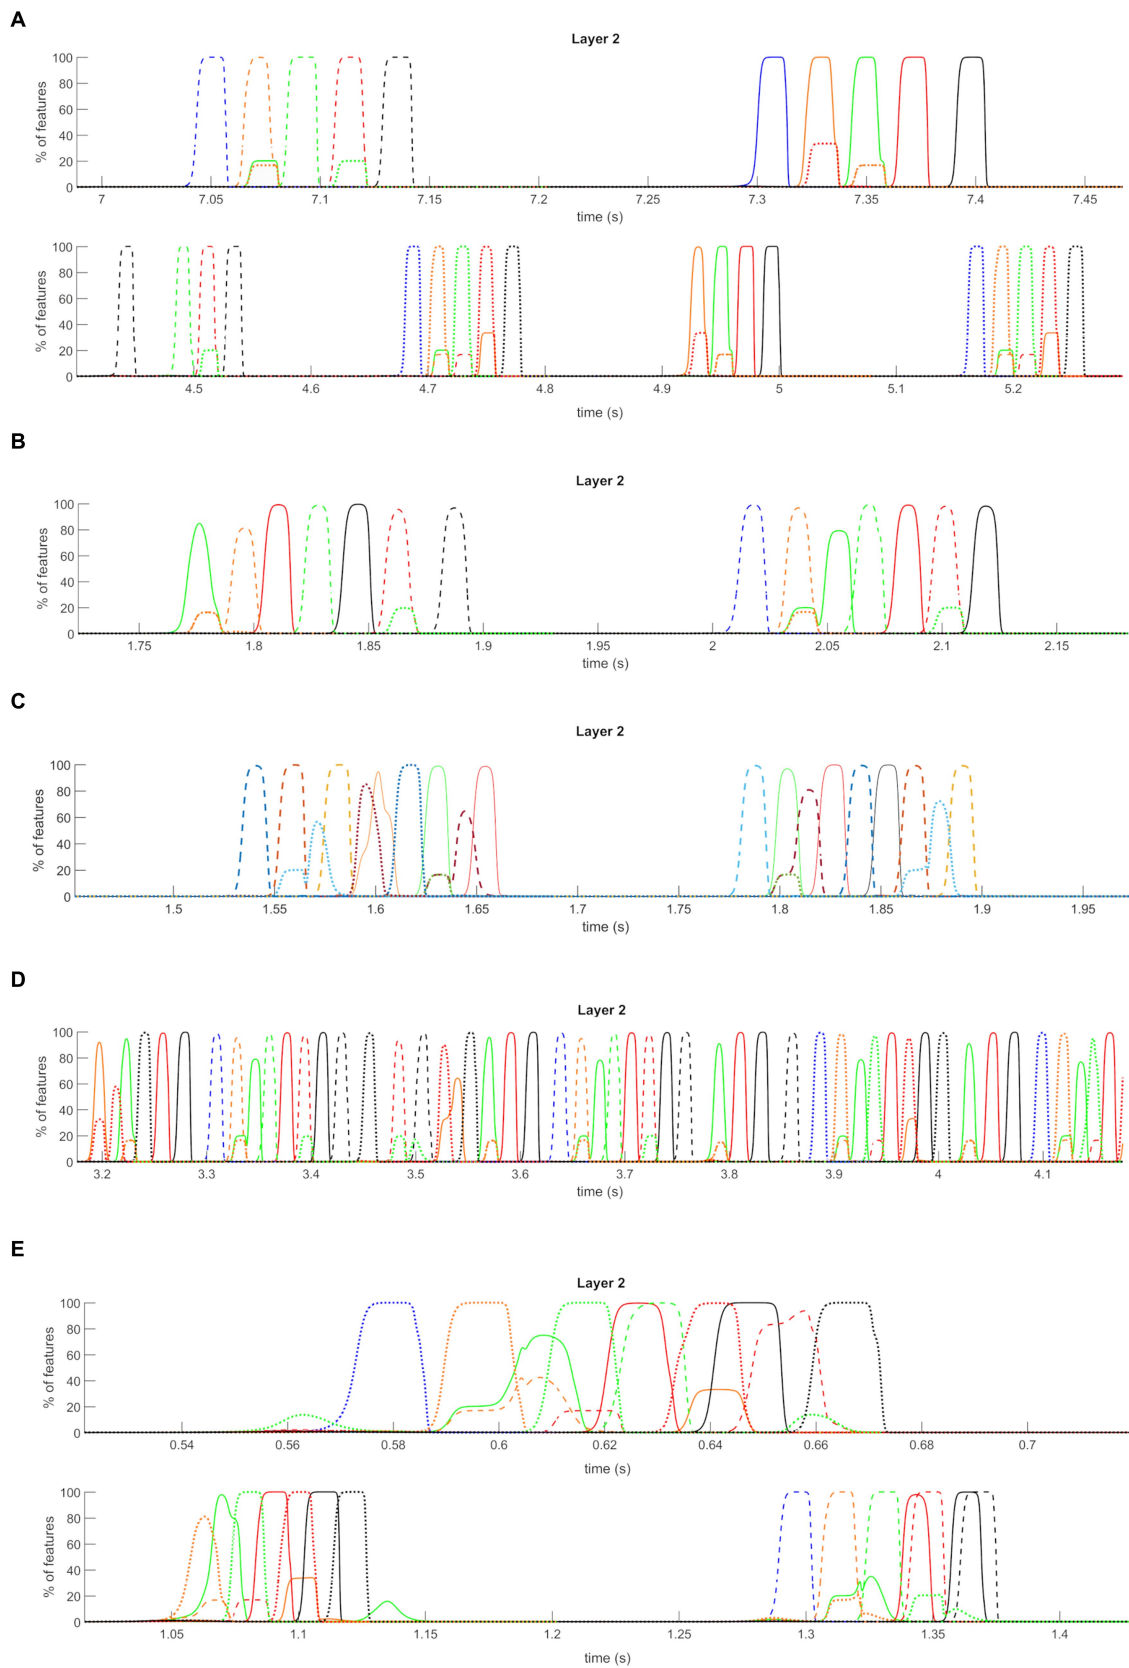 A
Layer 2
% of features
100
80
60
40
20
0
7 7.05 7.1 7.15 7.2 7.25 7.3 7.35 7.4 7.45
time (s)
% of features
100
80
60
40
20
0
4.5 4.6 4.7 4.8 4.9 5 5.1 5.2
time (s)
B
Layer 2
% of features
100
80
60
40
20
0
1.75 1.8 1.85 1.9 1.95 2 2.05 2.1 2.15
time (s)
C
Layer 2
% of features
100
80
60
40
20
0
1.5 1.55 1.6 1.65 1.7 1.75 1.8 1.85 1.9 1.95
time (s)
D
Layer 2
% of features
100
80
60
40
20
0
3.2 3.3 3.4 3.5 3.6 3.7 3.8 3.9 4 4.1
time (s)
E
Layer 2
% of features
100
80
60
40
20
0
0.54 0.56 0.58 0.6 0.62 0.64 0.66 0.68 0.7
time (s)
% of features
100
80
60
40
20
0
1.05 1.1 1.15 1.2 1.25 1.3 1.35 1.4
time (s)